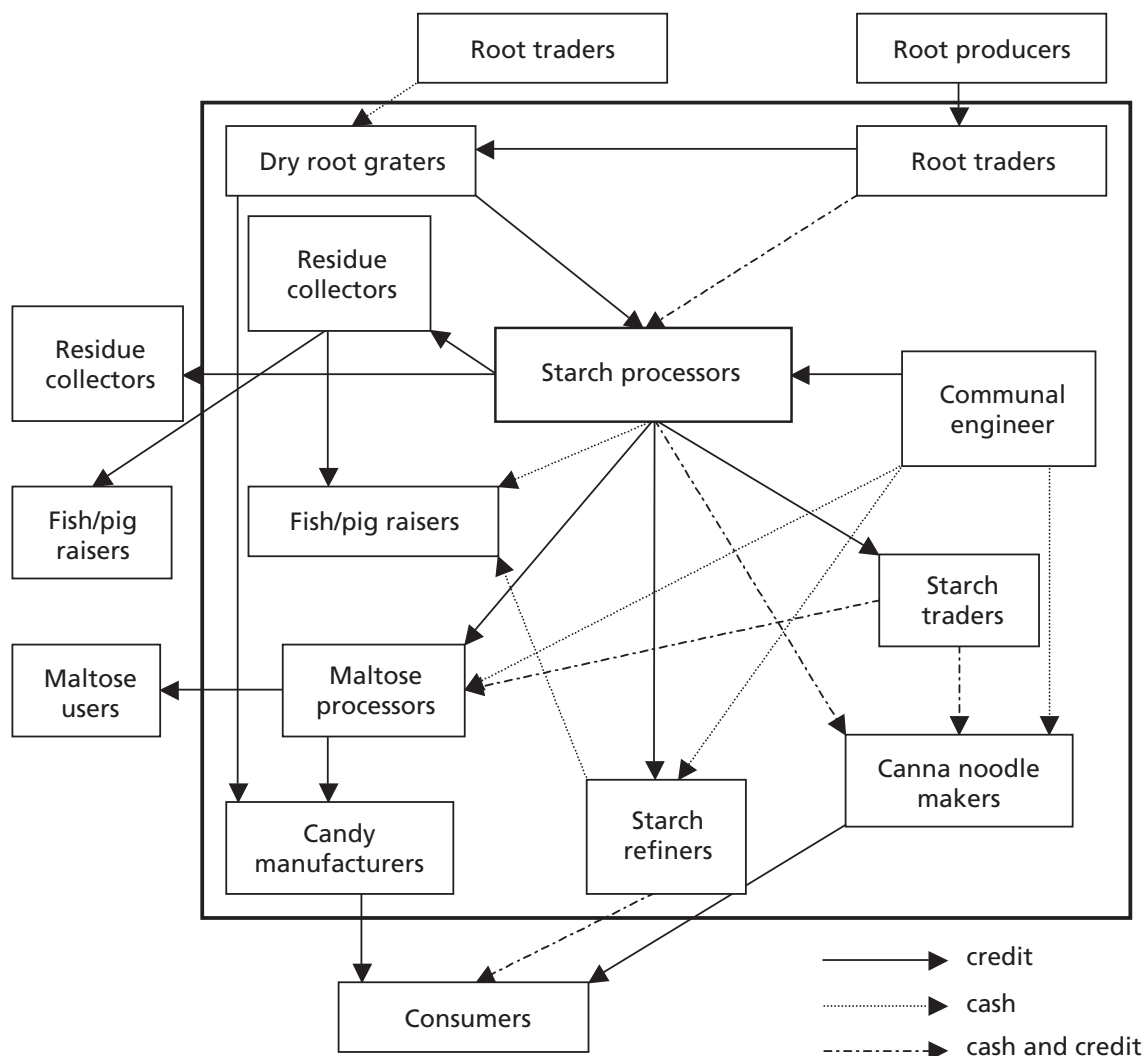 Root traders
Root producers
Dry root graters
Root traders
Residue
collectors
Residue
collectors
Starch processors
Communal
engineer
Fish/pig
raisers
Fish/pig raisers
Starch
traders
Maltose
users
Maltose
processors
Canna noodle
makers
Candy
manufacturers
Starch
refiners
Consumers
credit
cash
cash and credit